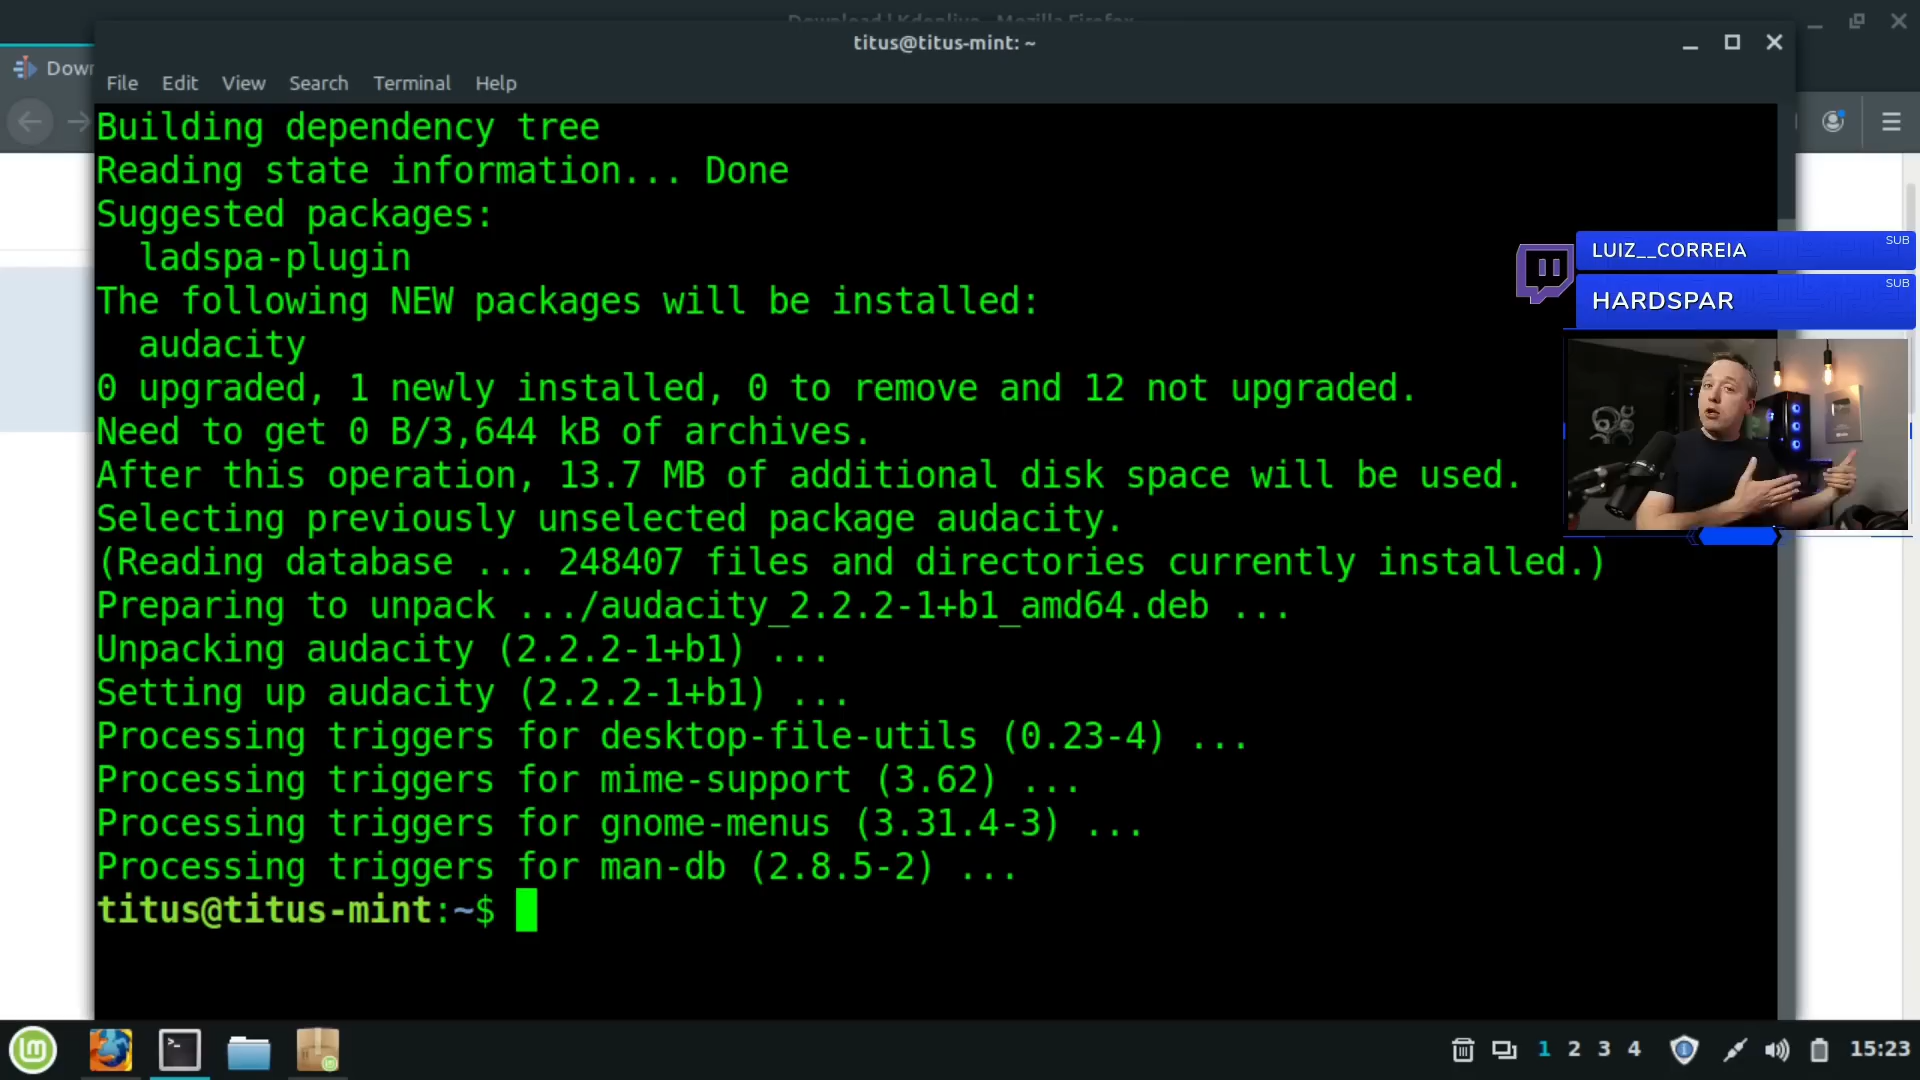 Download | Kdenlive - Mozilla Firefox
titus@titus-mint: ~
Down
File Edit View Search Terminal Help
Building dependency tree
Reading state information... Done
Suggested packages:
ladspa-plugin
The following NEW packages will be installed:
audacity
0 upgraded, 1 newly installed, 0 to remove and 12 not upgraded.
Need to get 0 B/3,644 kB of archives.
After this operation, 13.7 MB of additional disk space will be used.
Selecting previously unselected package audacity.
(Reading database ... 248407 files and directories currently installed.)
Preparing to unpack .../audacity_2.2.2-1+b1_amd64.deb ...
Unpacking audacity (2.2.2-1+b1) ...
Setting up audacity (2.2.2-1+b1) ...
Processing triggers for desktop-file-utils (0.23-4) ...
Processing triggers for mime-support (3.62) ...
Processing triggers for gnome-menus (3.31.4-3) ...
Processing triggers for man-db (2.8.5-2) ...
titus@titus-mint:~$
LUIZ__CORREIA SUB
HARDSPAR SUB
1 2 3 4 15:23